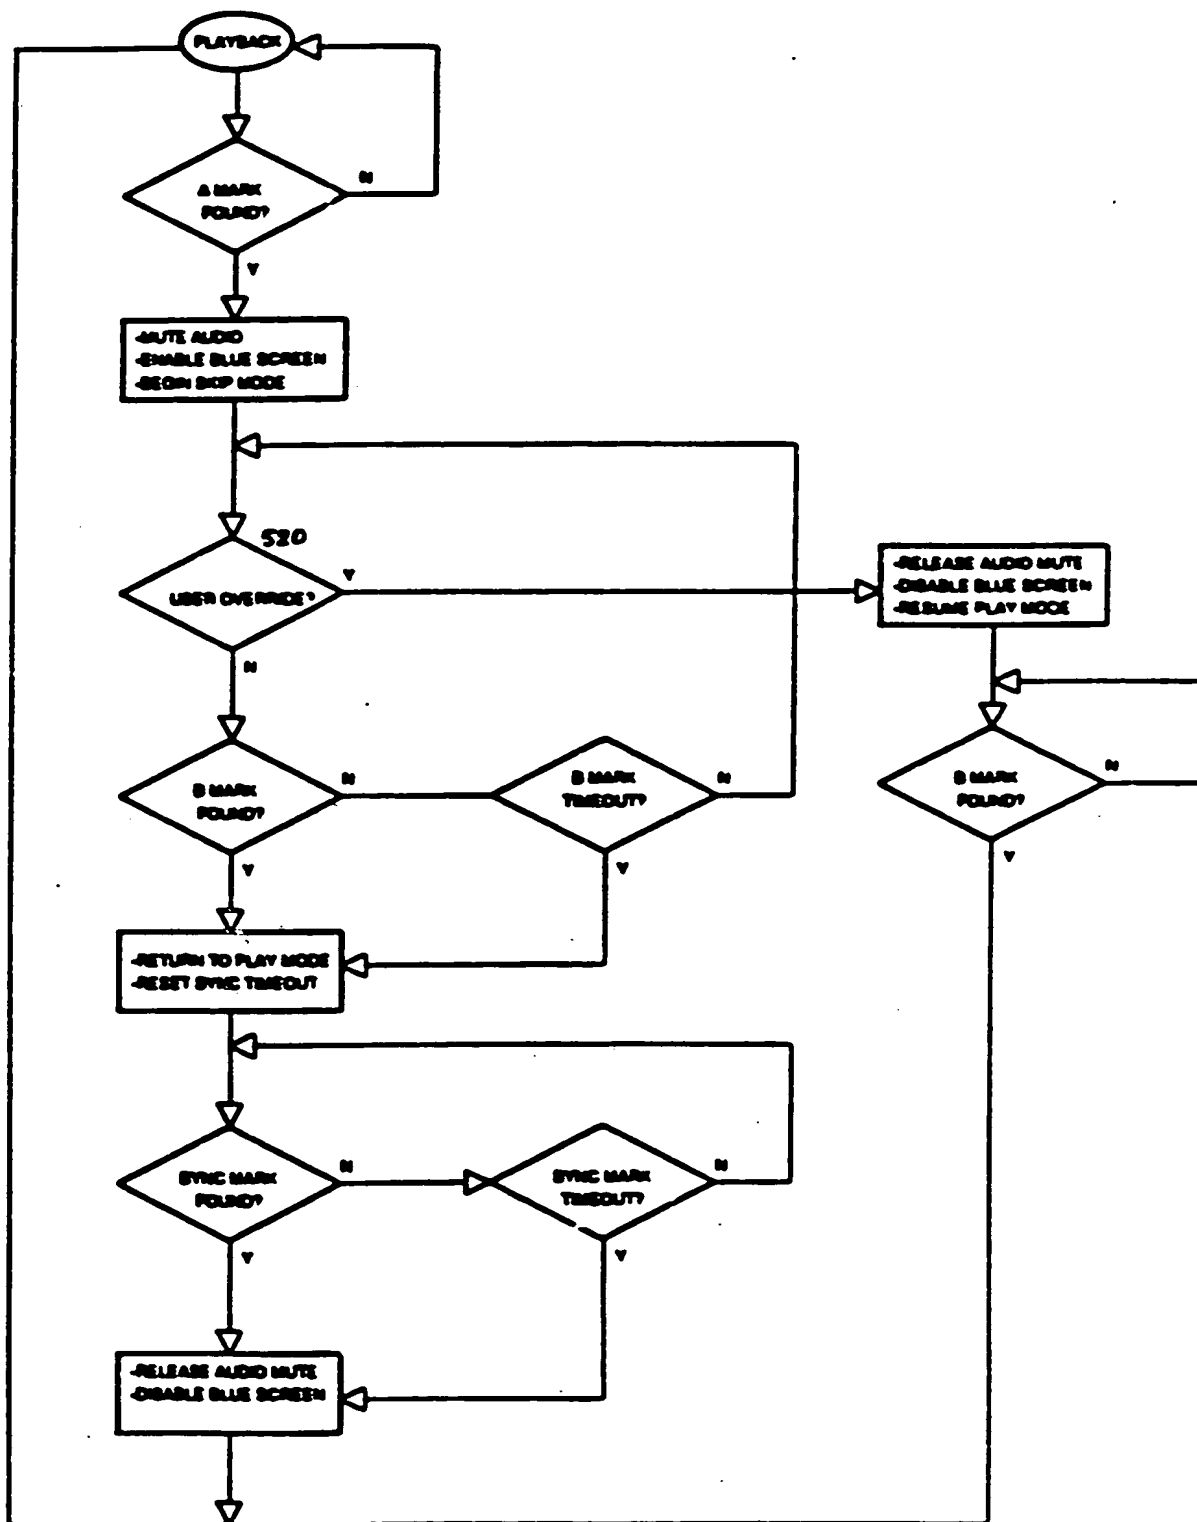 PLAYBACK
A MARK
FOUND?
N
Y
-MUTE AUDIO
-ENABLE BLUE SCREEN
-BEGIN SKIP MODE
520
USER OVERRIDE?
Y
N
-RELEASE AUDIO MUTE
-DISABLE BLUE SCREEN
-RESUME PLAY MODE
B MARK
FOUND?
N
Y
B MARK
TIMEOUT?
N
Y
B MARK
FOUND?
N
Y
-RETURN TO PLAY MODE
-RESET SYNC TIMEOUT
SYNC MARK
FOUND?
N
Y
SYNC MARK
TIMEOUT?
N
Y
-RELEASE AUDIO MUTE
-DISABLE BLUE SCREEN